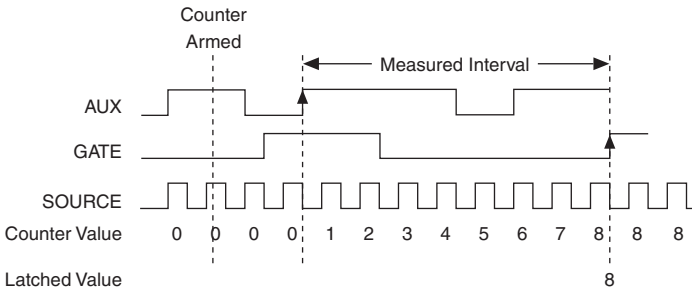 Counter
Armed
Measured Interval
AUX
GATE
SOURCE
Counter Value 0 0 0 0 1 2 3 4 5 6 7 8 8 8
Latched Value 8